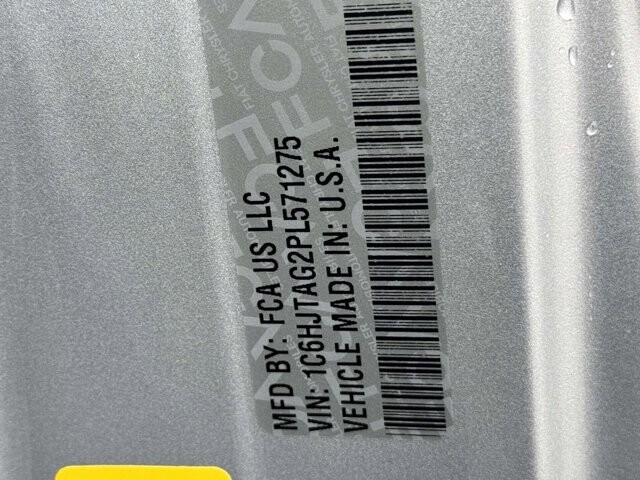 MFD BY: FCA US LLC
VIN: 1C6HJTAG2PL571275
VEHICLE MADE IN: U.S.A.